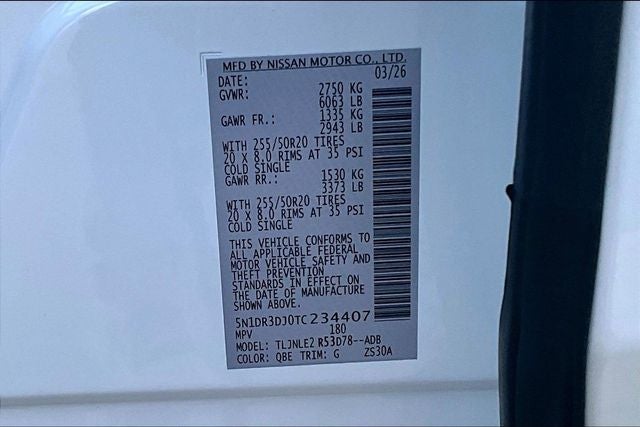 MFD BY NISSAN MOTOR CO., LTD.
DATE: 03/26
GVWR: 2750 KG
6063 LB
GAWR FR.: 1335 KG
2943 LB
WITH 255/50R20 TIRES
20 X 8.0 RIMS AT 35 PSI
COLD SINGLE
GAWR RR.: 1530 KG
3373 LB
WITH 255/50R20 TIRES
20 X 8.0 RIMS AT 35 PSI
COLD SINGLE
THIS VEHICLE CONFORMS TO
ALL APPLICABLE FEDERAL
MOTOR VEHICLE SAFETY AND
THEFT PREVENTION
STANDARDS IN EFFECT ON
THE DATE OF MANUFACTURE
SHOWN ABOVE.
5N1DR3DJ0TC234407
MPV 180
MODEL: TLJNLE2 R53D78--ADB
COLOR: QBE TRIM: G ZS30A